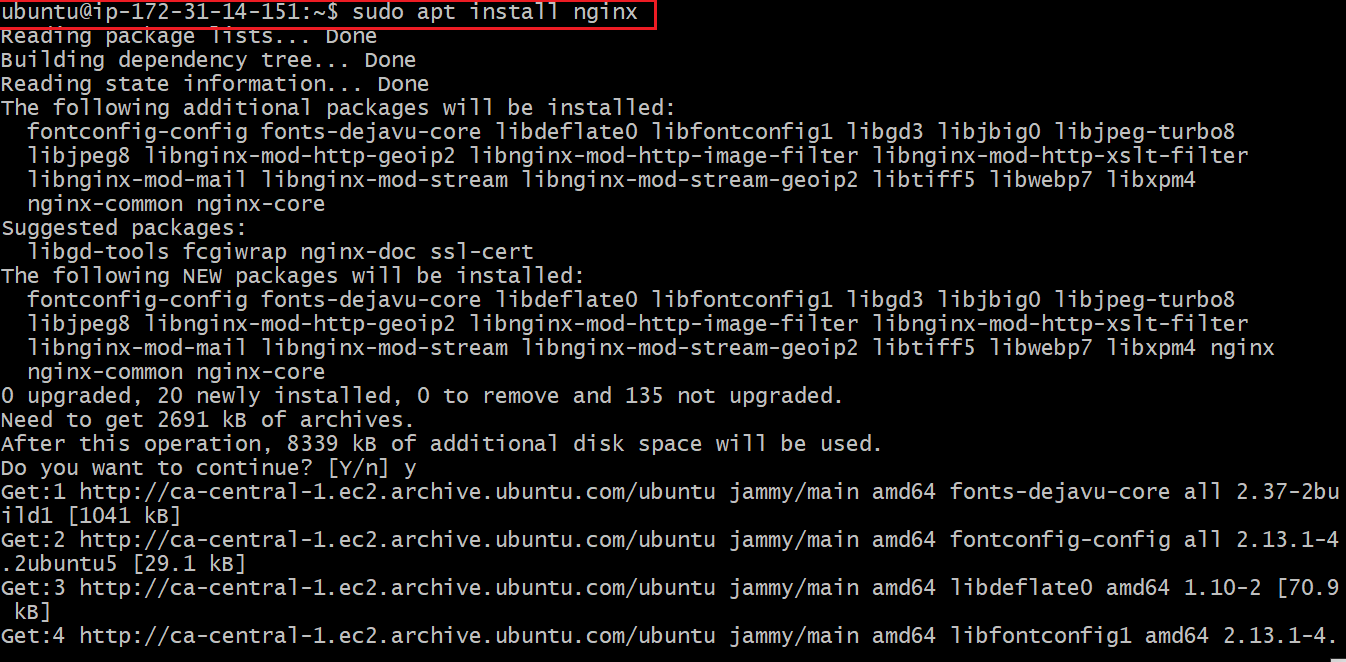 ubuntu@ip-172-31-14-151:~$ sudo apt install nginx
Reading package lists... Done
Building dependency tree... Done
Reading state information... Done
The following additional packages will be installed:
  fontconfig-config fonts-dejavu-core libdeflate0 libfontconfig1 libgd3 libjbig0 libjpeg-turbo8
  libjpeg8 libnginx-mod-http-geoip2 libnginx-mod-http-image-filter libnginx-mod-http-xslt-filter
  libnginx-mod-mail libnginx-mod-stream libnginx-mod-stream-geoip2 libtiff5 libwebp7 libxpm4
  nginx-common nginx-core
Suggested packages:
  libgd-tools fcgiwrap nginx-doc ssl-cert
The following NEW packages will be installed:
  fontconfig-config fonts-dejavu-core libdeflate0 libfontconfig1 libgd3 libjbig0 libjpeg-turbo8
  libjpeg8 libnginx-mod-http-geoip2 libnginx-mod-http-image-filter libnginx-mod-http-xslt-filter
  libnginx-mod-mail libnginx-mod-stream libnginx-mod-stream-geoip2 libtiff5 libwebp7 libxpm4 nginx
  nginx-common nginx-core
0 upgraded, 20 newly installed, 0 to remove and 135 not upgraded.
Need to get 2691 kB of archives.
After this operation, 8339 kB of additional disk space will be used.
Do you want to continue? [Y/n] y
Get:1 http://ca-central-1.ec2.archive.ubuntu.com/ubuntu jammy/main amd64 fonts-dejavu-core all 2.37-2bu
ild1 [1041 kB]
Get:2 http://ca-central-1.ec2.archive.ubuntu.com/ubuntu jammy/main amd64 fontconfig-config all 2.13.1-4
.2ubuntu5 [29.1 kB]
Get:3 http://ca-central-1.ec2.archive.ubuntu.com/ubuntu jammy/main amd64 libdeflate0 amd64 1.10-2 [70.9
 kB]
Get:4 http://ca-central-1.ec2.archive.ubuntu.com/ubuntu jammy/main amd64 libfontconfig1 amd64 2.13.1-4.